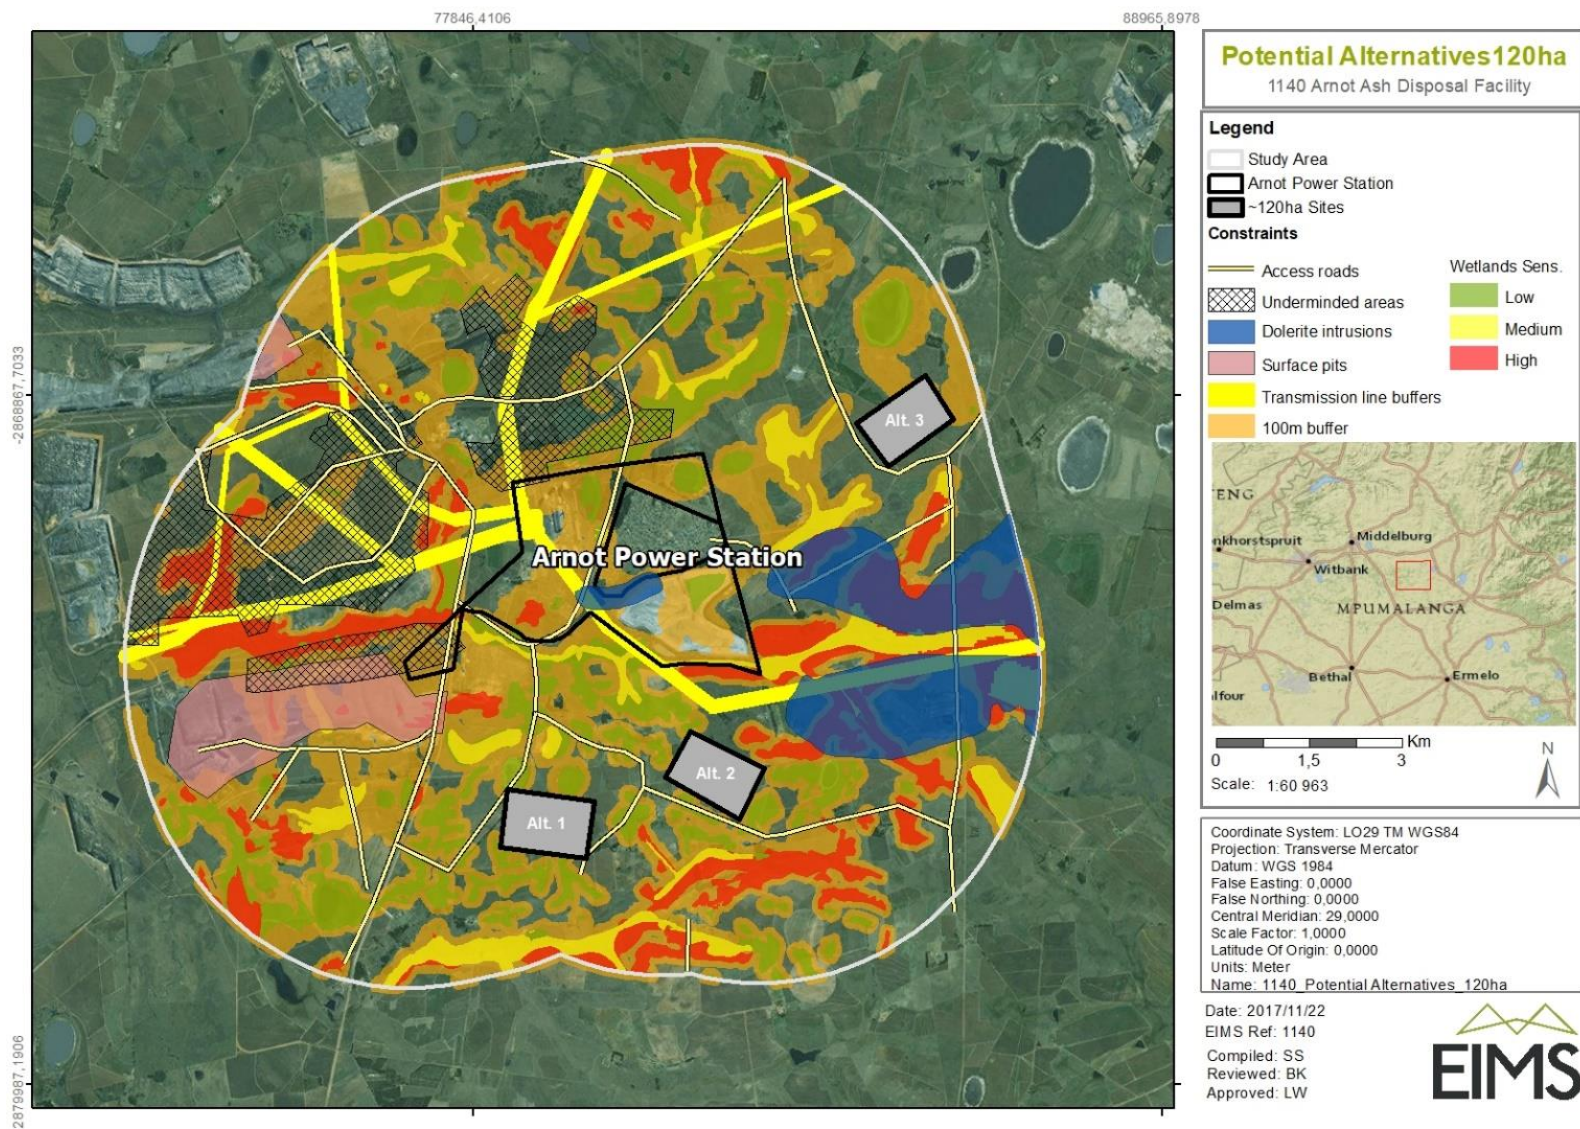 77846,4106
88965,8978
-2868867,7033
2879987,1906
Arnot Power Station
Alt. 1
Alt. 2
Alt. 3
Potential Alternatives120ha
1140 Arnot Ash Disposal Facility
Legend
Study Area
Arnot Power Station
~120ha Sites
Constraints
Access roads
Underminded areas
Dolerite intrusions
Surface pits
Transmission line buffers
100m buffer
Wetlands Sens.
Low
Medium
High
TENG
nkhorstspruit
Middelburg
Witbank
Delmas
MPUMALANGA
Bethal
Ermelo
lfour
Km
0 1,5 3
N
Scale: 1:60 963
Coordinate System: LO29 TM WGS84
Projection: Transverse Mercator
Datum: WGS 1984
False Easting: 0,0000
False Northing: 0,0000
Central Meridian: 29,0000
Scale Factor: 1,0000
Latitude Of Origin: 0,0000
Units: Meter
Name: 1140_Potential Alternatives_120ha
Date: 2017/11/22
EIMS Ref: 1140
Compiled: SS
Reviewed: BK
Approved: LW
EIMS